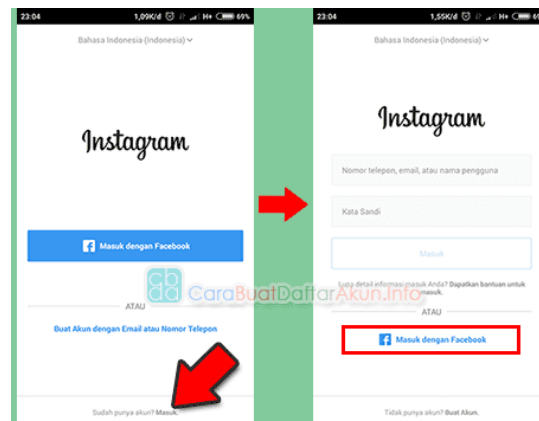 23:04
1,09K/d
H+
69%
Bahasa Indonesia (Indonesia)
Instagram
Masuk dengan Facebook
ATAU
Buat Akun dengan Email atau Nomor Telepon
Sudah punya akun? Masuk.
23:04
1,55K/d
H+
Bahasa Indonesia (Indonesia)
Instagram
Nomor telepon, email, atau nama pengguna
Kata Sandi
Masuk
Lupa detail informasi masuk Anda? Dapatkan bantuan untuk
masuk.
ATAU
Masuk dengan Facebook
Tidak punya akun? Buat Akun.
CaraBuatDaftarAkun.info